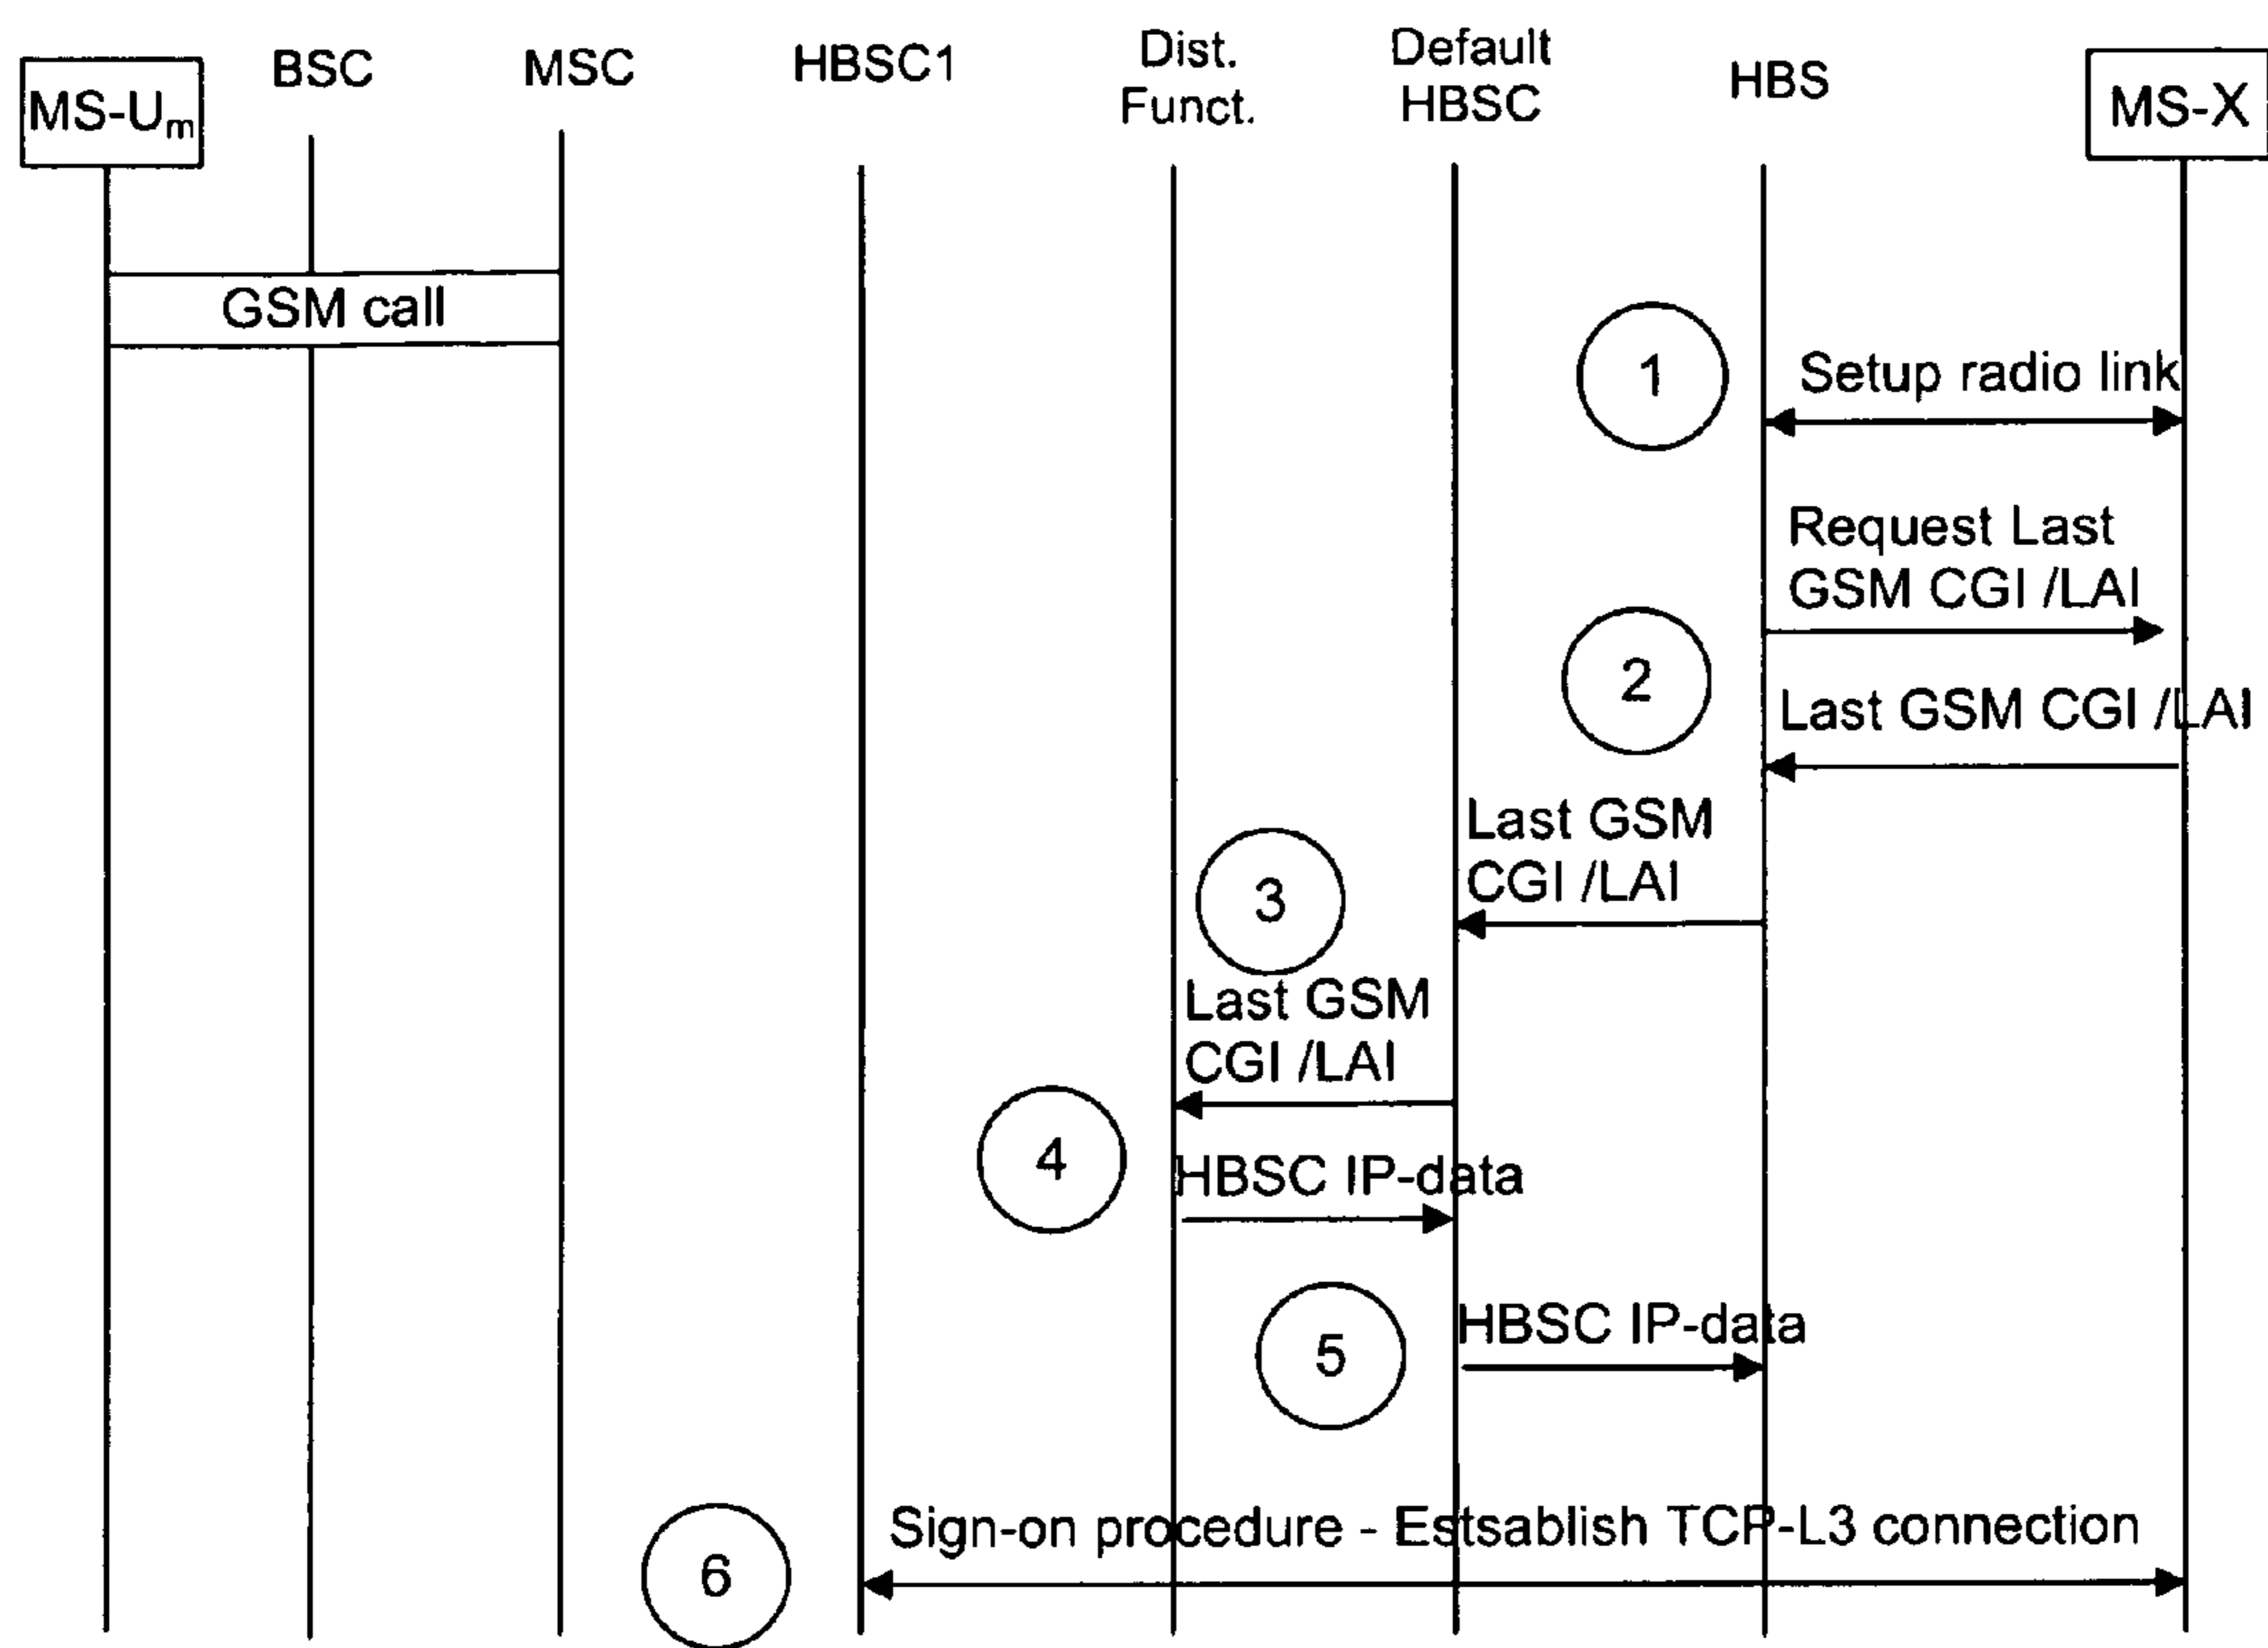 MS-Um
BSC
MSC
HBSC1
Dist.
Funct.
Default
HBSC
HBS
MS-X
GSM call
1
Setup radio link
Request Last
GSM CGI /LAI
2
Last GSM CGI /LAI
Last GSM
CGI /LAI
3
Last GSM
CGI /LAI
4
HBSC IP-data
5
HBSC IP-data
6
Sign-on procedure - Estsablish TCP-L3 connection